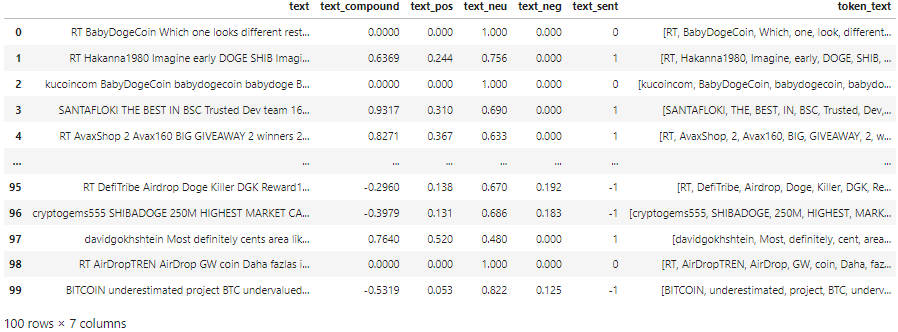 text text_compound text_pos text_neu text_neg text_sent token_text
0 RT BabyDogeCoin Which one looks different rest... 0.0000 0.000 1.000 0.000 0 [RT, BabyDogeCoin, Which, one, look, different...
1 RT Hakanna1980 Imagine early DOGE SHIB Imagi... 0.6369 0.244 0.756 0.000 1 [RT, Hakanna1980, Imagine, early, DOGE, SHIB, ...
2 kucoincom BabyDogeCoin babydogecoin babydoge B... 0.0000 0.000 1.000 0.000 0 [kucoincom, BabyDogeCoin, babydogecoin, babydo...
3 SANTAFLOKI THE BEST IN BSC Trusted Dev team 16... 0.9317 0.310 0.690 0.000 1 [SANTAFLOKI, THE, BEST, IN, BSC, Trusted, Dev,...
4 RT AvaxShop 2 Avax160 BIG GIVEAWAY 2 winners 2... 0.8271 0.367 0.633 0.000 1 [RT, AvaxShop, 2, Avax160, BIG, GIVEAWAY, 2, w...
... ... ... ... ... ... ... ...
95 RT DefiTribe Airdrop Doge Killer DGK Reward1... -0.2960 0.138 0.670 0.192 -1 [RT, DefiTribe, Airdrop, Doge, Killer, DGK, Re...
96 cryptogems555 SHIBADOGE 250M HIGHEST MARKET CA... -0.3979 0.131 0.686 0.183 -1 [cryptogems555, SHIBADOGE, 250M, HIGHEST, MARK...
97 davidgokhshtein Most definitely cents area lik... 0.7640 0.520 0.480 0.000 1 [davidgokhshtein, Most, definitely, cent, area...
98 RT AirDropTREN AirDrop GW coin Daha fazlas i... 0.0000 0.000 1.000 0.000 0 [RT, AirDropTREN, AirDrop, GW, coin, Daha, faz...
99 BITCOIN underestimated project BTC undervalued... -0.5319 0.053 0.822 0.125 -1 [BITCOIN, underestimated, project, BTC, underv...
100 rows × 7 columns